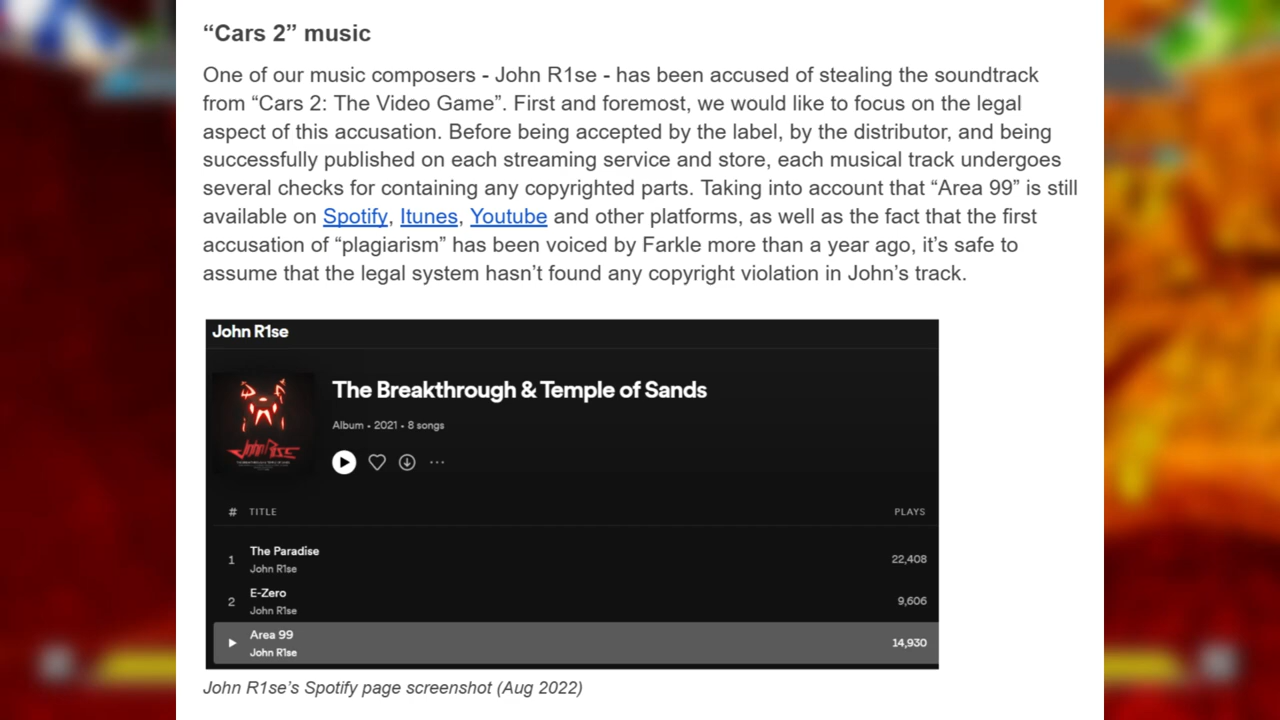 “Cars 2” music
One of our music composers - John R1se - has been accused of stealing the soundtrack
from “Cars 2: The Video Game”. First and foremost, we would like to focus on the legal
aspect of this accusation. Before being accepted by the label, by the distributor, and being
successfully published on each streaming service and store, each musical track undergoes
several checks for containing any copyrighted parts. Taking into account that “Area 99” is still
available on Spotify, Itunes, Youtube and other platforms, as well as the fact that the first
accusation of “plagiarism” has been voiced by Farkle more than a year ago, it’s safe to
assume that the legal system hasn’t found any copyright violation in John’s track.
John R1se
The Breakthrough & Temple of Sands
Album • 2021 • 8 songs
John R1se
# TITLE PLAYS
1 The Paradise 22,408
John R1se
2 E-Zero 9,606
John R1se
Area 99 14,930
John R1se
John R1se’s Spotify page screenshot (Aug 2022)